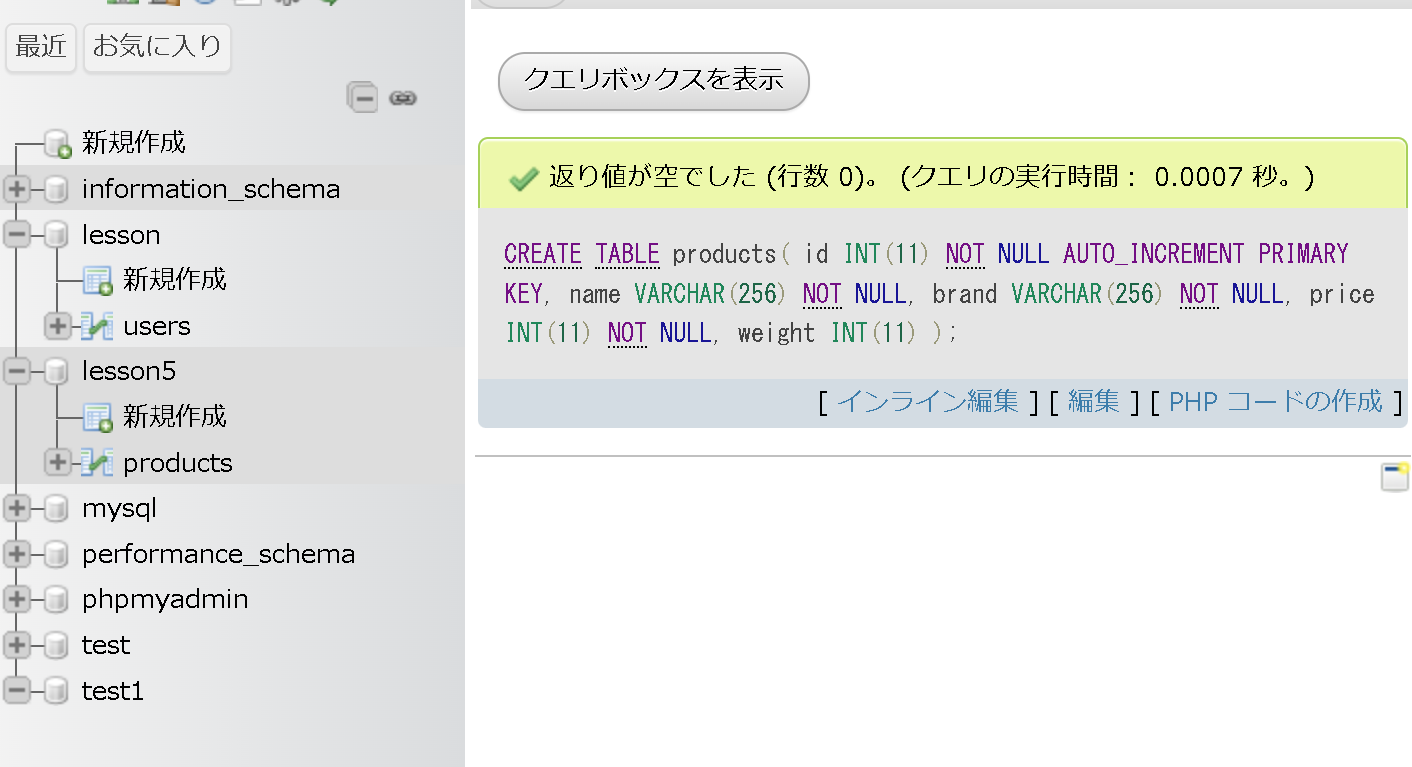 最近 お気に入り
新規作成
information_schema
lesson
新規作成
users
lesson5
新規作成
products
mysql
performance_schema
phpmyadmin
test
test1
クエリボックスを表示
返り値が空でした (行数 0)。 (クエリの実行時間： 0.0007 秒。)
CREATE TABLE products( id INT(11) NOT NULL AUTO_INCREMENT PRIMARY
KEY, name VARCHAR(256) NOT NULL, brand VARCHAR(256) NOT NULL, price
INT(11) NOT NULL, weight INT(11) );
[ インライン編集 ] [ 編集 ] [ PHP コードの作成 ]